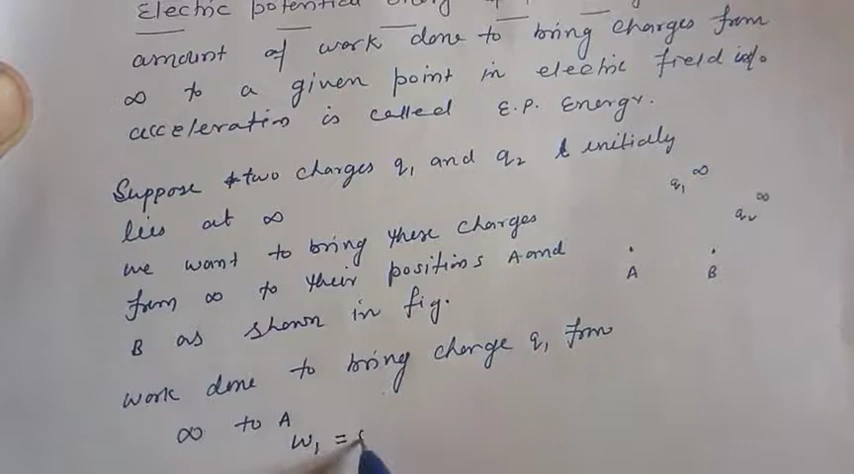 Electric potential
amount of work done to bring charges from
∞ to a given point in electric field w/o
acceleration is called E.P. Energy.
Suppose two charges q₁ and q₂ initially
lies at ∞
we want to bring these charges
from ∞ to their positions A and
B as shown in fig.
work done to bring charge q₁ from
∞ to A
W₁ =
q₁ ∞
q₂ ∞
A B